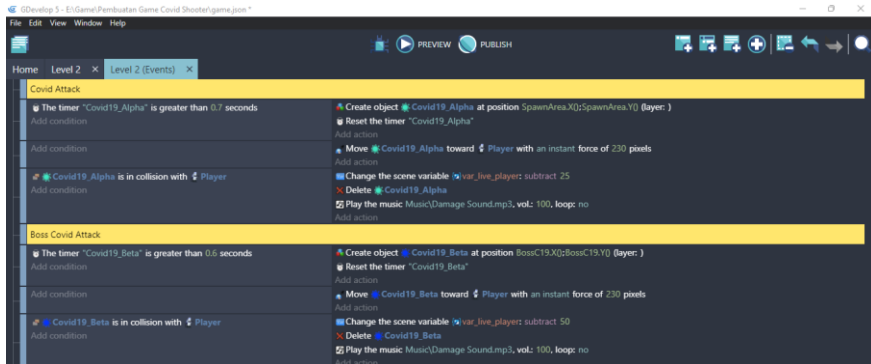 GDevelop 5 - E:\Game\Pembuatan Game Covid Shooter\game.json *
File Edit View Window Help
PREVIEW PUBLISH
Home Level 2 × Level 2 (Events) ×
Covid Attack
The timer "Covid19_Alpha" is greater than 0.7 seconds
Add condition
Create object Covid19_Alpha at position SpawnArea.X();SpawnArea.Y() (layer: )
Reset the timer "Covid19_Alpha"
Add action
Add condition
Move Covid19_Alpha toward Player with an instant force of 230 pixels
Add action
Covid19_Alpha is in collision with Player
Add condition
Change the scene variable var_live_player: subtract 25
Delete Covid19_Alpha
Play the music Music\Damage Sound.mp3, vol.: 100, loop: no
Add action
Boss Covid Attack
The timer "Covid19_Beta" is greater than 0.6 seconds
Add condition
Create object Covid19_Beta at position BossC19.X();BossC19.Y() (layer: )
Reset the timer "Covid19_Beta"
Add action
Add condition
Move Covid19_Beta toward Player with an instant force of 230 pixels
Add action
Covid19_Beta is in collision with Player
Add condition
Change the scene variable var_live_player: subtract 50
Delete Covid19_Beta
Play the music Music\Damage Sound.mp3, vol.: 100, loop: no
Add action